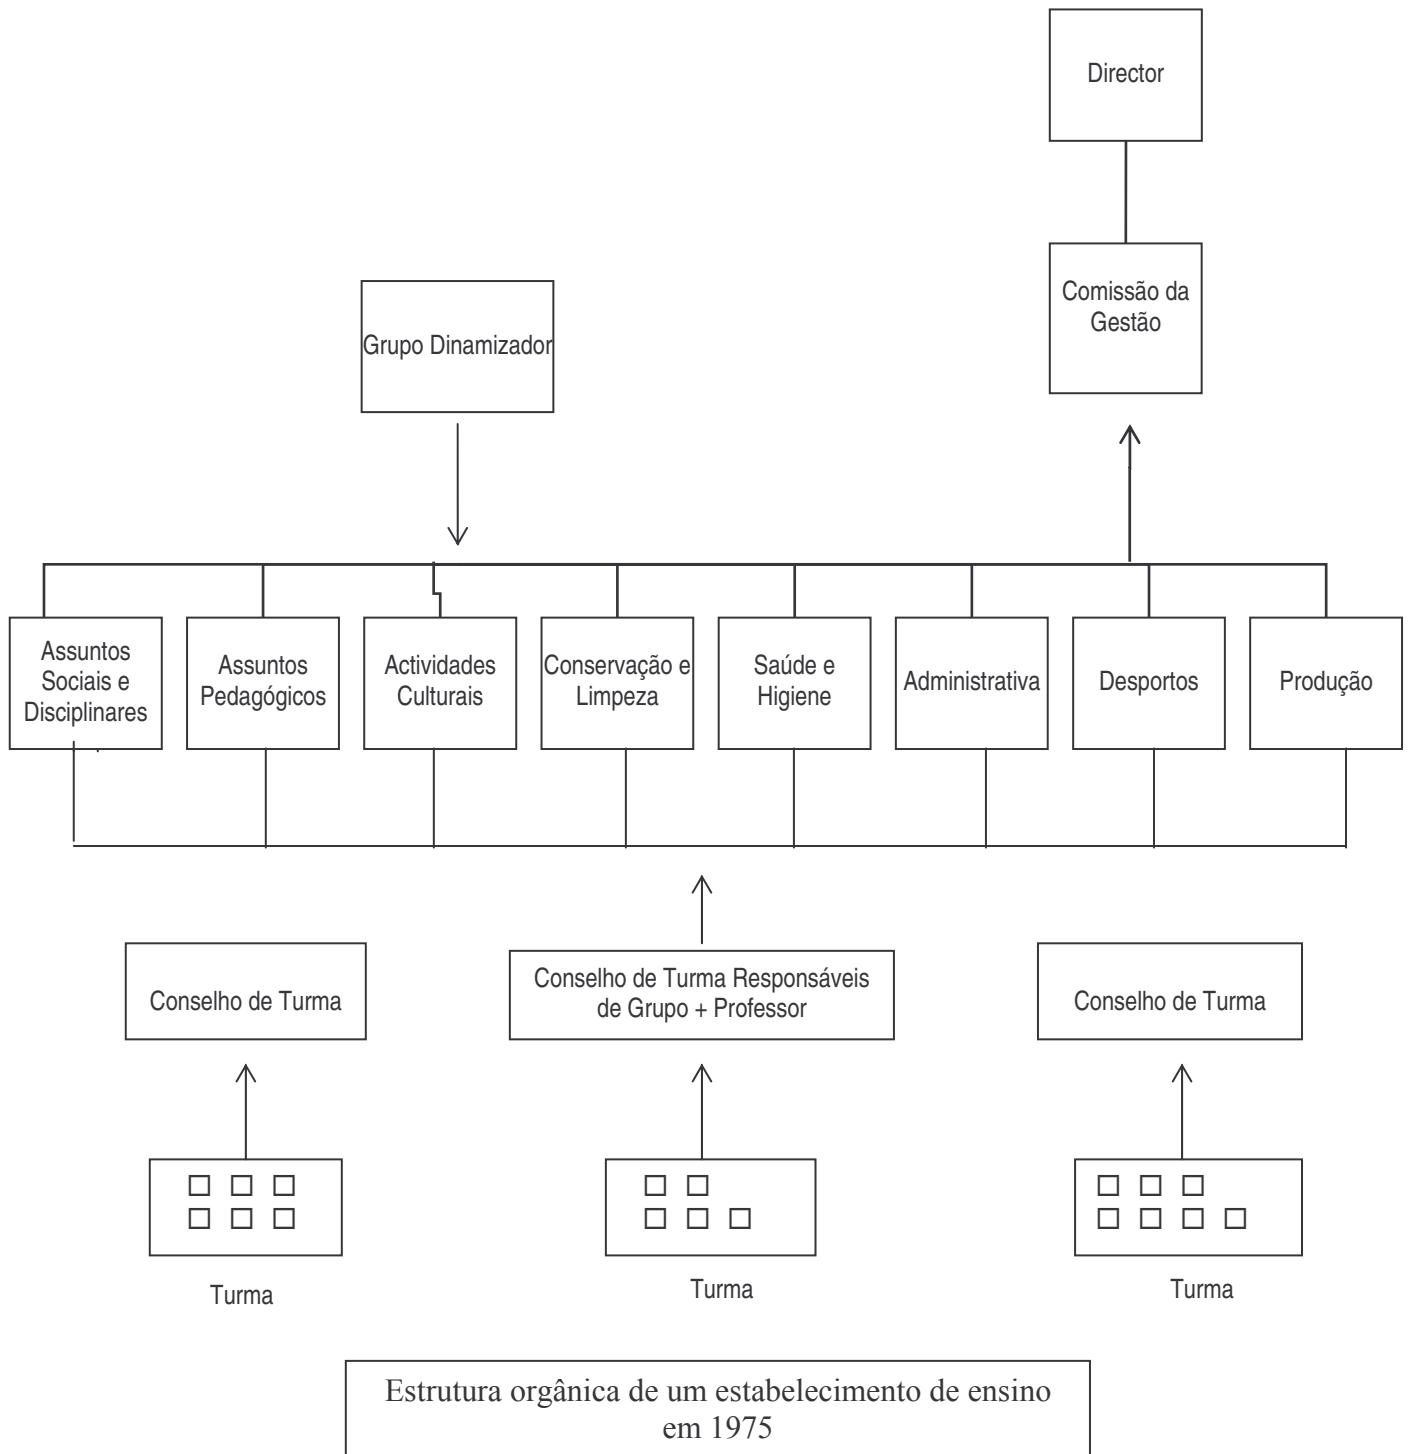 Director
Comissão da
Gestão
Grupo Dinamizador
Assuntos
Sociais e
Disciplinares
Assuntos
Pedagógicos
Actividades
Culturais
Conservação e
Limpeza
Saúde e
Higiene
Administrativa
Desportos
Produção
Conselho de Turma
Conselho de Turma Responsáveis
de Grupo + Professor
Conselho de Turma
Turma
Turma
Turma
Estrutura orgânica de um estabelecimento de ensino
em 1975